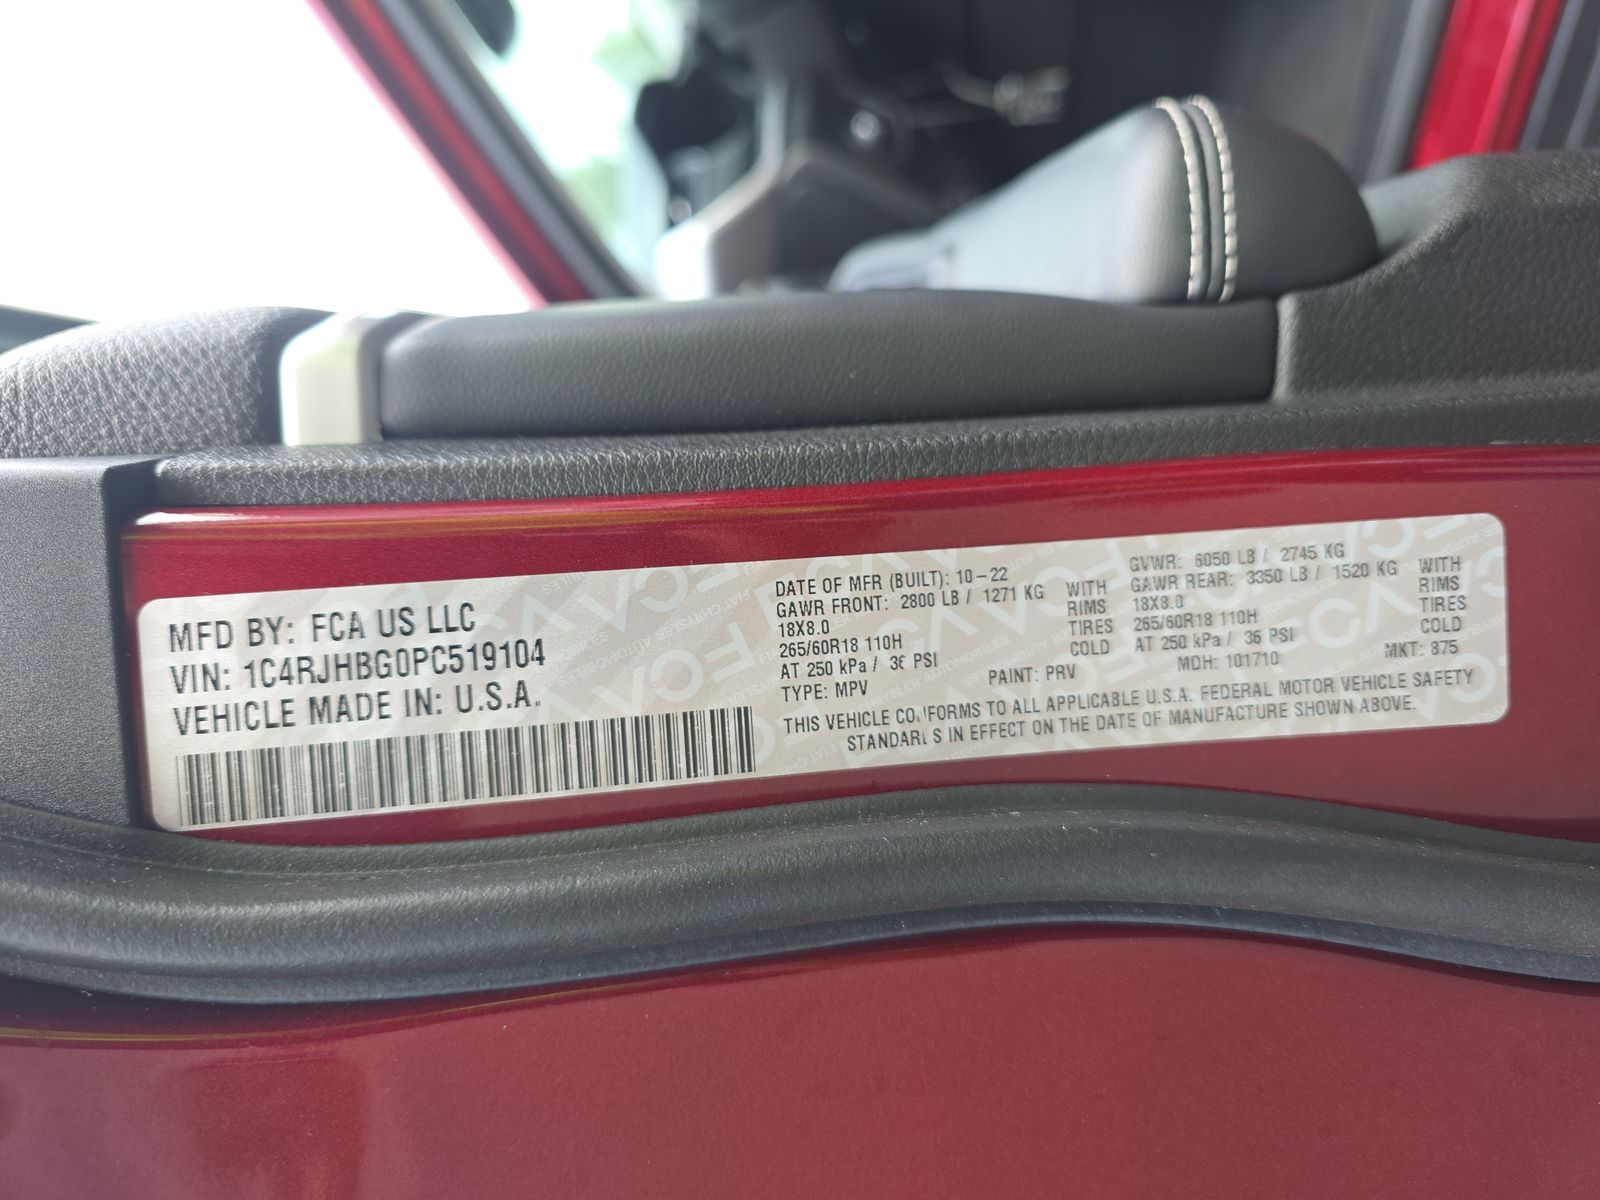 MFD BY: FCA US LLC
VIN: 1C4RJHBG0PC519104
VEHICLE MADE IN: U.S.A.
DATE OF MFR (BUILT): 10-22
GAWR FRONT: 2800 LB / 1271 KG WITH
18X8.0 RIMS
265/60R18 110H TIRES
AT 250 kPa / 36 PSI COLD
TYPE: MPV
PAINT: PRV
GVWR: 6050 LB / 2745 KG
GAWR REAR: 3350 LB / 1520 KG WITH
18X8.0 RIMS
265/60R18 110H TIRES
AT 250 kPa / 36 PSI COLD
MDH: 101710
MKT: 875
THIS VEHICLE CONFORMS TO ALL APPLICABLE U.S.A. FEDERAL MOTOR VEHICLE SAFETY
STANDARDS IN EFFECT ON THE DATE OF MANUFACTURE SHOWN ABOVE.